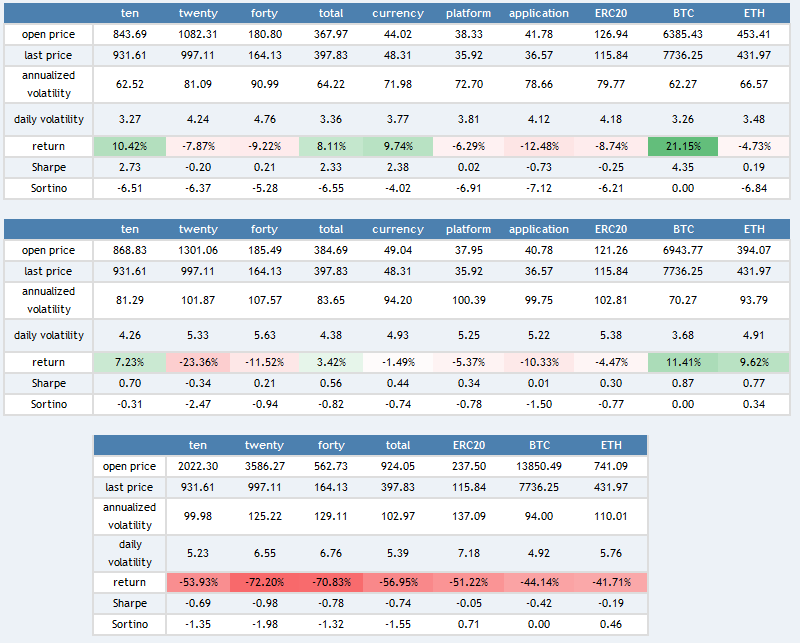 ten twenty forty total currency platform application ERC20 BTC ETH
open price 843.69 1082.31 180.80 367.97 44.02 38.33 41.78 126.94 6385.43 453.41
last price 931.61 997.11 164.13 397.83 48.31 35.92 36.57 115.84 7736.25 431.97
annualized
volatility 62.52 81.09 90.99 64.22 71.98 72.70 78.66 79.77 62.27 66.57
daily volatility 3.27 4.24 4.76 3.36 3.77 3.81 4.12 4.18 3.26 3.48
return 10.42% -7.87% -9.22% 8.11% 9.74% -6.29% -12.48% -8.74% 21.15% -4.73%
Sharpe 2.73 -0.20 0.21 2.33 2.38 0.02 -0.73 -0.25 4.35 0.19
Sortino -6.51 -6.37 -5.28 -6.55 -4.02 -6.91 -7.12 -6.21 0.00 -6.84
ten twenty forty total currency platform application ERC20 BTC ETH
open price 868.83 1301.06 185.49 384.69 49.04 37.95 40.78 121.26 6943.77 394.07
last price 931.61 997.11 164.13 397.83 48.31 35.92 36.57 115.84 7736.25 431.97
annualized
volatility 81.29 101.87 107.57 83.65 94.20 100.39 99.75 102.81 70.27 93.79
daily volatility 4.26 5.33 5.63 4.38 4.93 5.25 5.22 5.38 3.68 4.91
return 7.23% -23.36% -11.52% 3.42% -1.49% -5.37% -10.33% -4.47% 11.41% 9.62%
Sharpe 0.70 -0.34 0.21 0.56 0.44 0.34 0.01 0.30 0.87 0.77
Sortino -0.31 -2.47 -0.94 -0.82 -0.74 -0.78 -1.50 -0.77 0.00 0.34
ten twenty forty total ERC20 BTC ETH
open price 2022.30 3586.27 562.73 924.05 237.50 13850.49 741.09
last price 931.61 997.11 164.13 397.83 115.84 7736.25 431.97
annualized
volatility 99.98 125.22 129.11 102.97 137.09 94.00 110.01
daily
volatility 5.23 6.55 6.76 5.39 7.18 4.92 5.76
return -53.93% -72.20% -70.83% -56.95% -51.22% -44.14% -41.71%
Sharpe -0.69 -0.98 -0.78 -0.74 -0.05 -0.42 -0.19
Sortino -1.35 -1.98 -1.32 -1.55 0.71 0.00 0.46